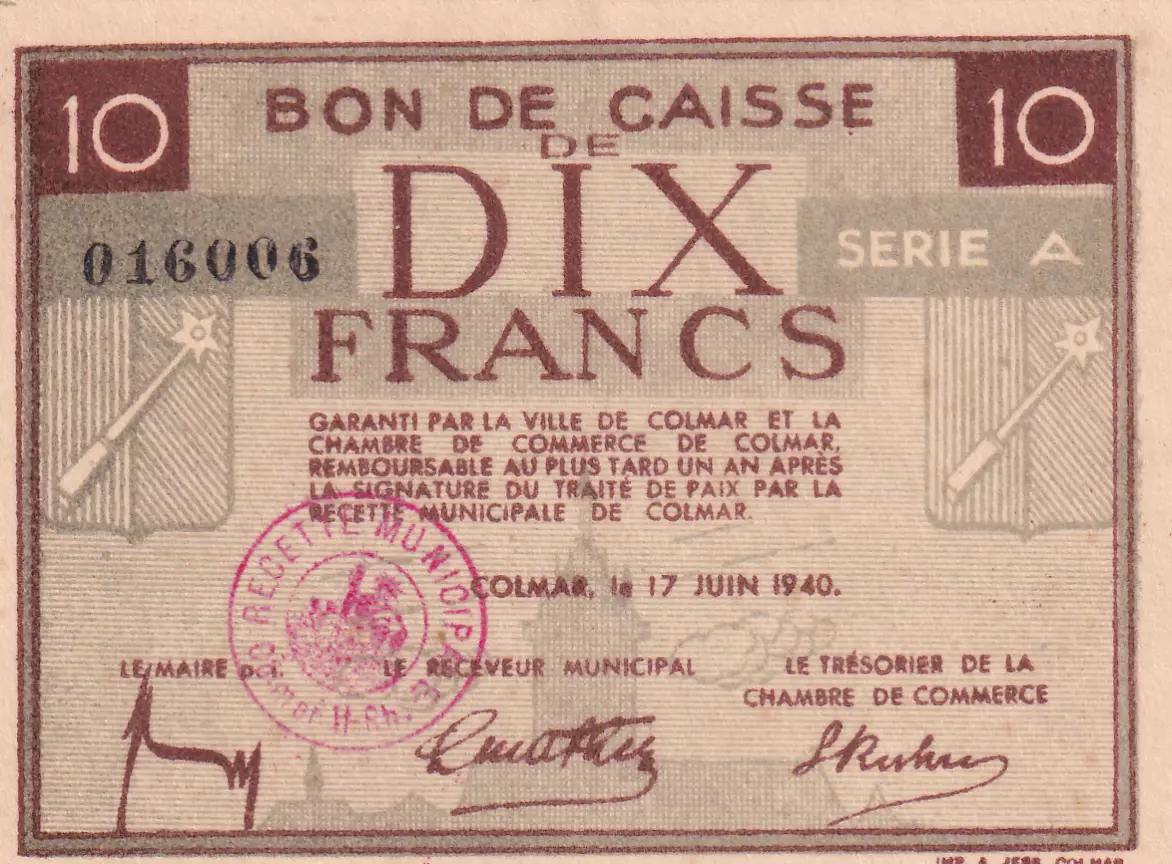 10 BON DE CAISSE 10
DE
DIX
016006 SERIE A
FRANCS
GARANTI PAR LA VILLE DE COLMAR ET LA
CHAMBRE DE COMMERCE DE COLMAR,
REMBOURSABLE AU PLUS TARD UN AN APRÈS
LA SIGNATURE DU TRAITÉ DE PAIX PAR LA
RECETTE MUNICIPALE DE COLMAR.
RECETTE MUNICIPALE
H-Rh.
COLMAR, le 17 JUIN 1940.
LE MAIRE LE RECEVEUR MUNICIPAL LE TRÉSORIER DE LA
CHAMBRE DE COMMERCE
IMP. COLMAR